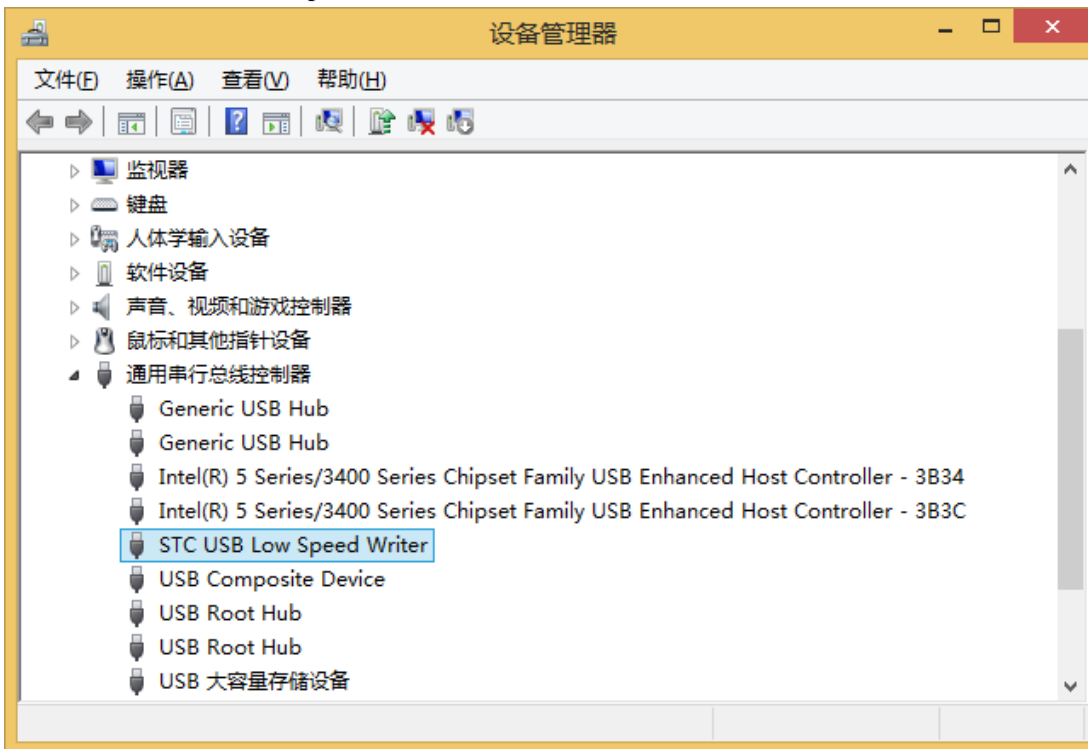 设备管理器
文件(F) 操作(A) 查看(V) 帮助(H)
监视器
键盘
人体学输入设备
软件设备
声音、视频和游戏控制器
鼠标和其他指针设备
通用串行总线控制器
Generic USB Hub
Generic USB Hub
Intel(R) 5 Series/3400 Series Chipset Family USB Enhanced Host Controller - 3B34
Intel(R) 5 Series/3400 Series Chipset Family USB Enhanced Host Controller - 3B3C
STC USB Low Speed Writer
USB Composite Device
USB Root Hub
USB Root Hub
USB 大容量存储设备